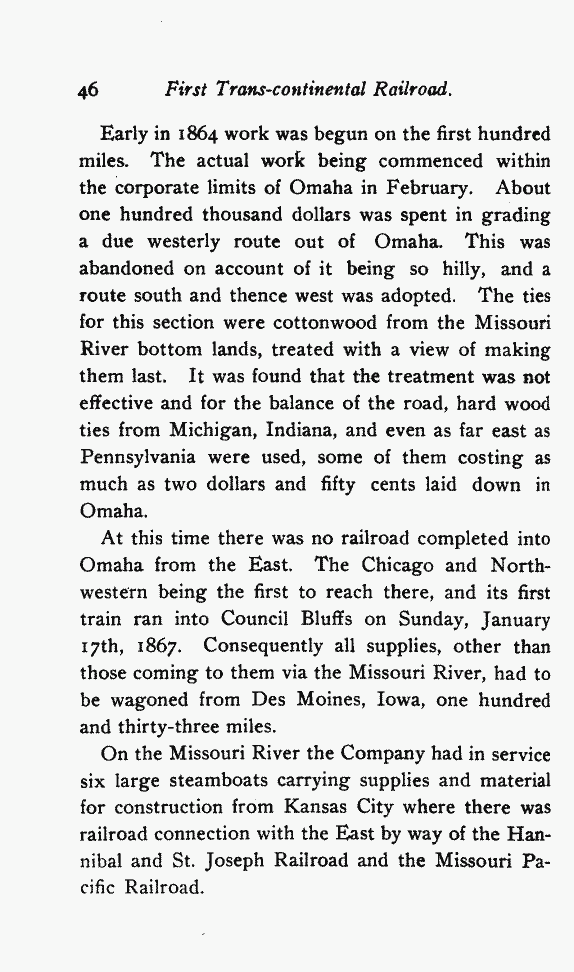 46 First Trans-continental Railroad.
Early in 1864 work was begun on the first hundred
miles. The actual work being commenced within
the corporate limits of Omaha in February. About
one hundred thousand dollars was spent in grading
a due westerly route out of Omaha. This was
abandoned on account of it being so hilly, and a
route south and thence west was adopted. The ties
for this section were cottonwood from the Missouri
River bottom lands, treated with a view of making
them last. It was found that the treatment was not
effective and for the balance of the road, hard wood
ties from Michigan, Indiana, and even as far east as
Pennsylvania were used, some of them costing as
much as two dollars and fifty cents laid down in
Omaha.
At this time there was no railroad completed into
Omaha from the East. The Chicago and North-
western being the first to reach there, and its first
train ran into Council Bluffs on Sunday, January
17th, 1867. Consequently all supplies, other than
those coming to them via the Missouri River, had to
be wagoned from Des Moines, Iowa, one hundred
and thirty-three miles.
On the Missouri River the Company had in service
six large steamboats carrying supplies and material
for construction from Kansas City where there was
railroad connection with the East by way of the Han-
nibal and St. Joseph Railroad and the Missouri Pa-
cific Railroad.